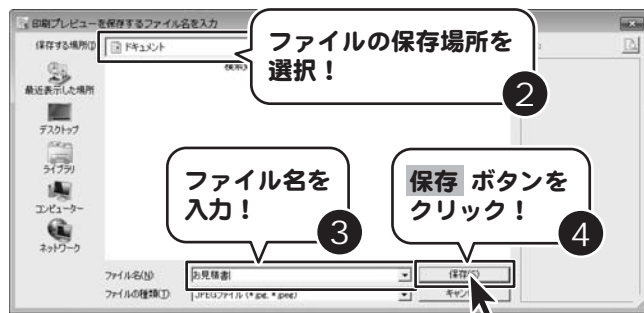 印刷プレビューを保存するファイル名を入力
保存する場所(I):
ドキュメント
ファイルの保存場所を
選択！
2
最近表示した場所
デスクトップ
ライブラリ
コンピューター
ネットワーク
ファイル名を
入力！
3
保存 ボタンを
クリック！
4
ファイル名(N):
お見積書
保存(S)
ファイルの種類(T):
JPEGファイル (*.jpg, *.jpeg)